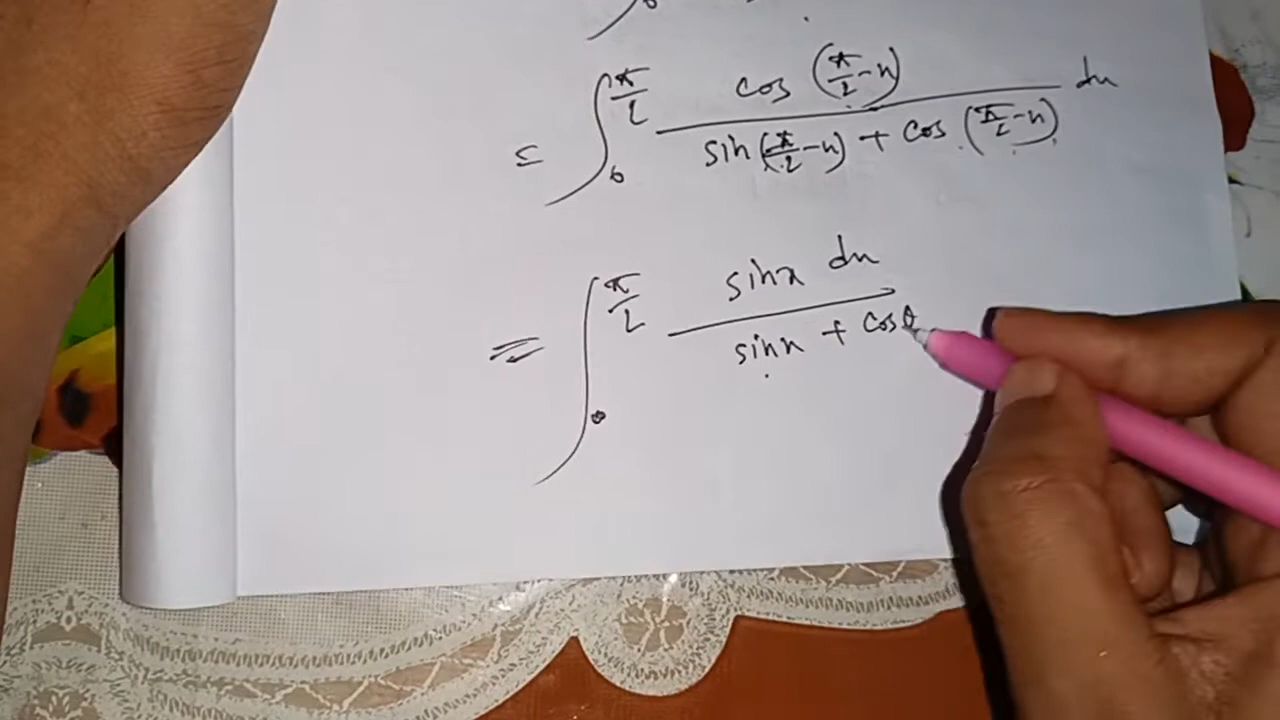 = ∫₀^{π/2} cos (π/2 - x) / sin (π/2 - x) + cos (π/2 - x) dx
= ∫₀^{π/2} sinx dx / sinx + cosθ